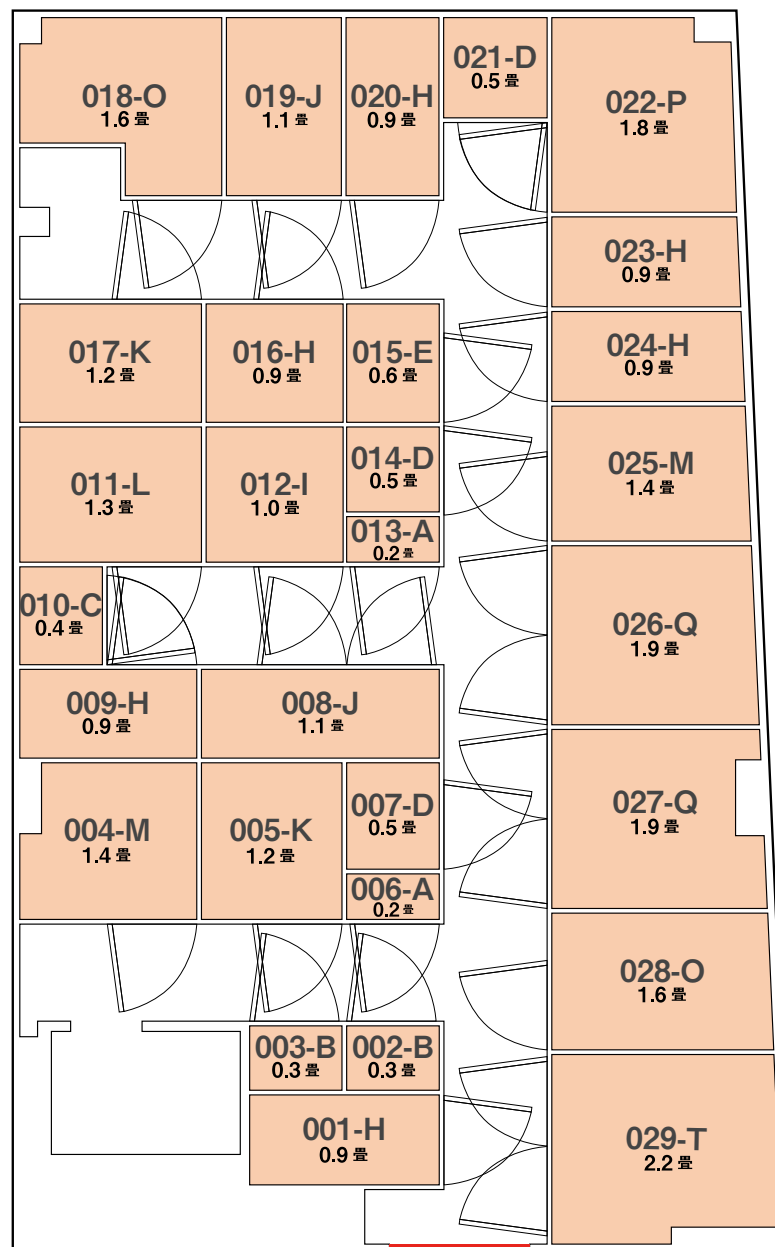 018-O
1.6 畳
019-J
1.1 畳
020-H
0.9 畳
021-D
0.5 畳
022-P
1.8 畳
023-H
0.9 畳
017-K
1.2 畳
016-H
0.9 畳
015-E
0.6 畳
024-H
0.9 畳
011-L
1.3 畳
012-I
1.0 畳
014-D
0.5 畳
025-M
1.4 畳
013-A
0.2 畳
010-C
0.4 畳
026-Q
1.9 畳
009-H
0.9 畳
008-J
1.1 畳
004-M
1.4 畳
005-K
1.2 畳
007-D
0.5 畳
027-Q
1.9 畳
006-A
0.2 畳
028-O
1.6 畳
003-B
0.3 畳
002-B
0.3 畳
001-H
0.9 畳
029-T
2.2 畳